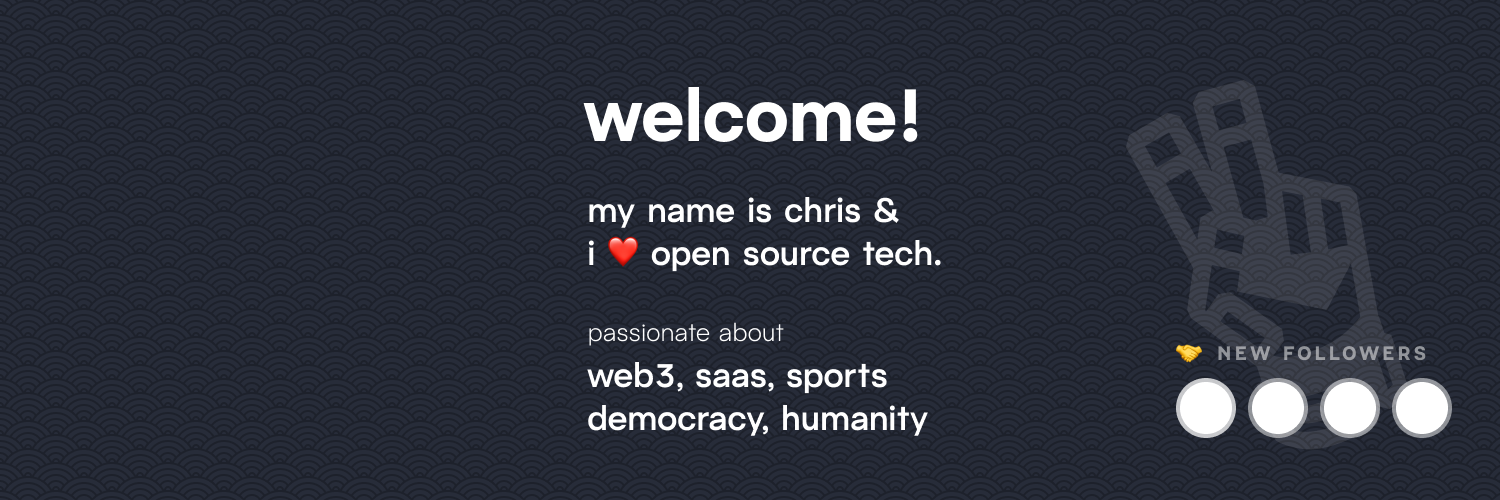 welcome!
my name is chris &
i ❤️ open source tech.
passionate about
web3, saas, sports
democracy, humanity
🤝 NEW FOLLOWERS